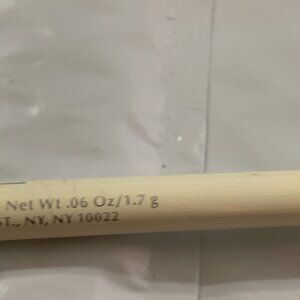 Net Wt .06 Oz/1.7 g
ST., NY, NY 10022